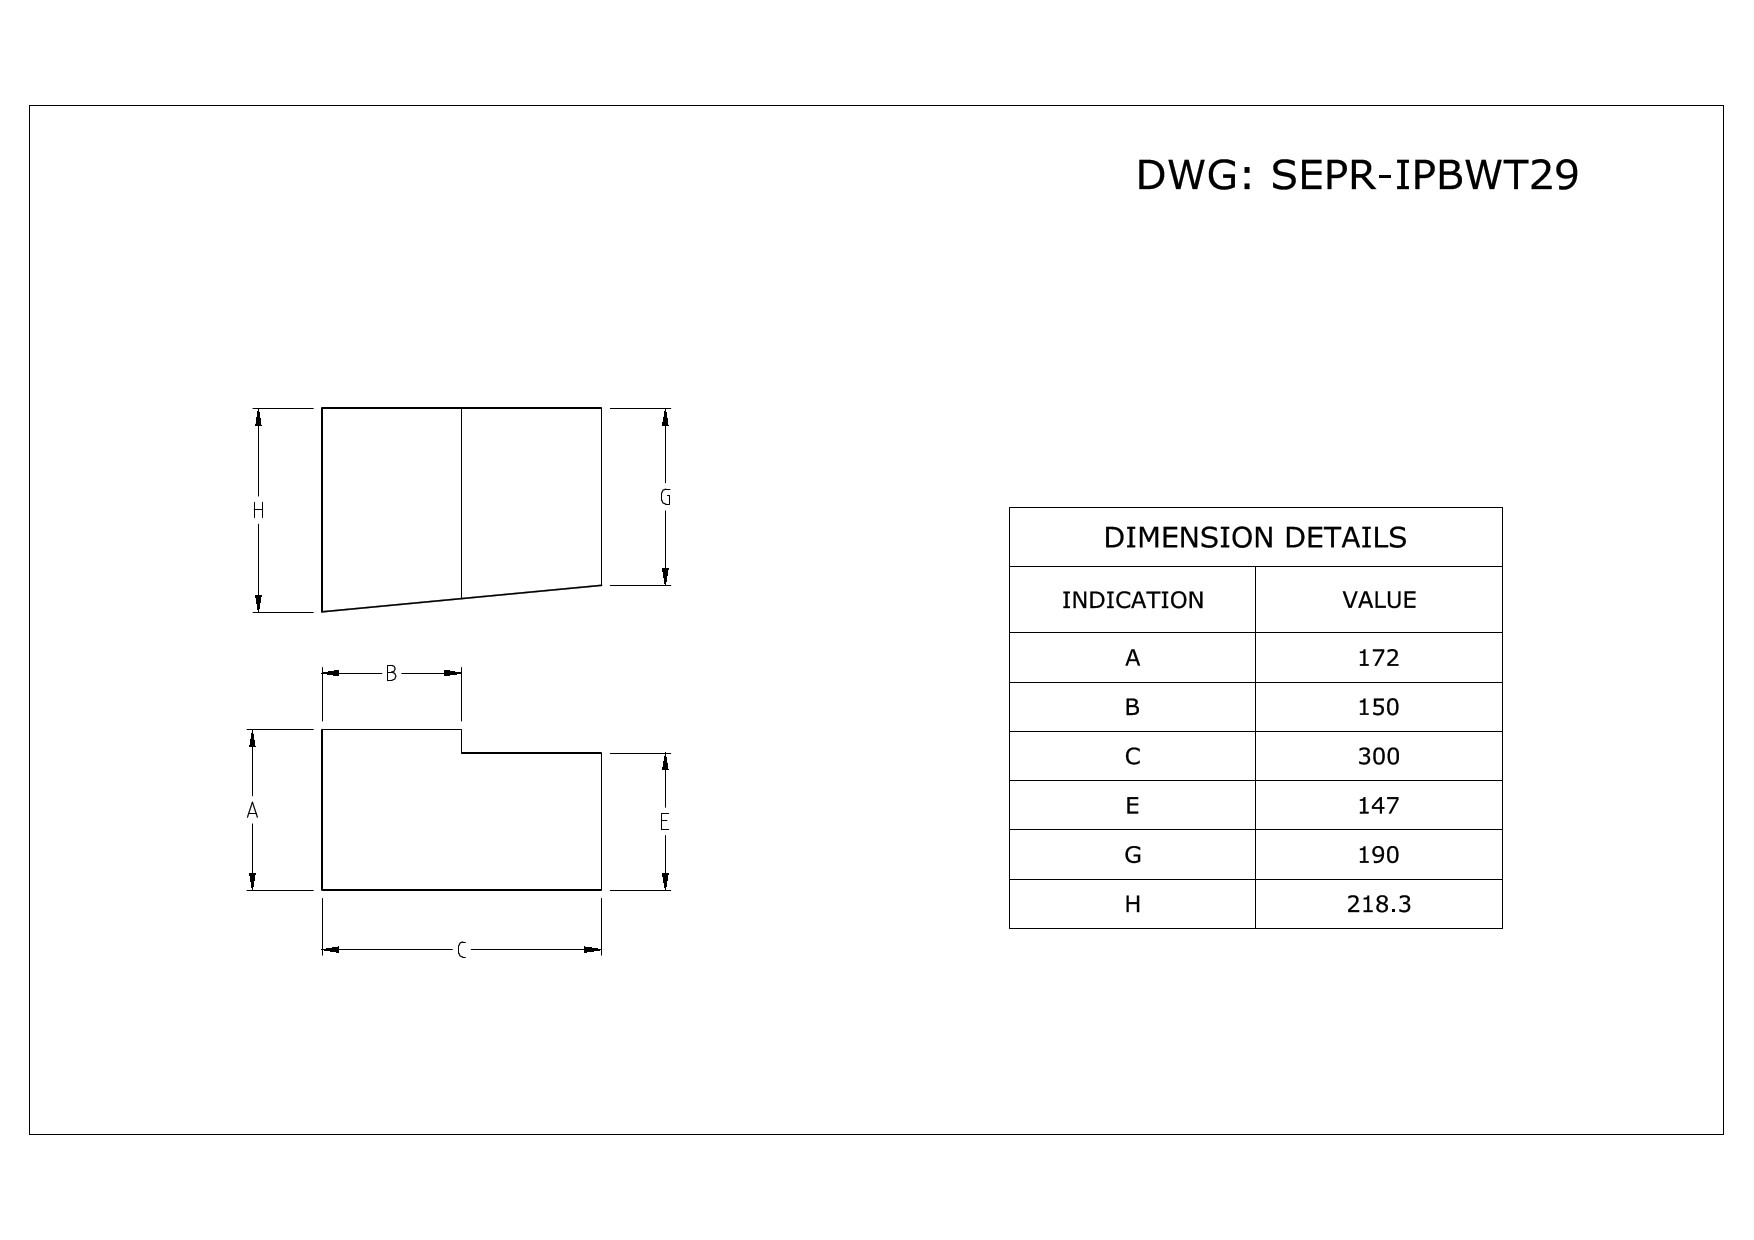 DWG: SEPR-IPBWT29
H
G
B
A
E
C
DIMENSION DETAILS
INDICATION VALUE
A 172
B 150
C 300
E 147
G 190
H 218.3